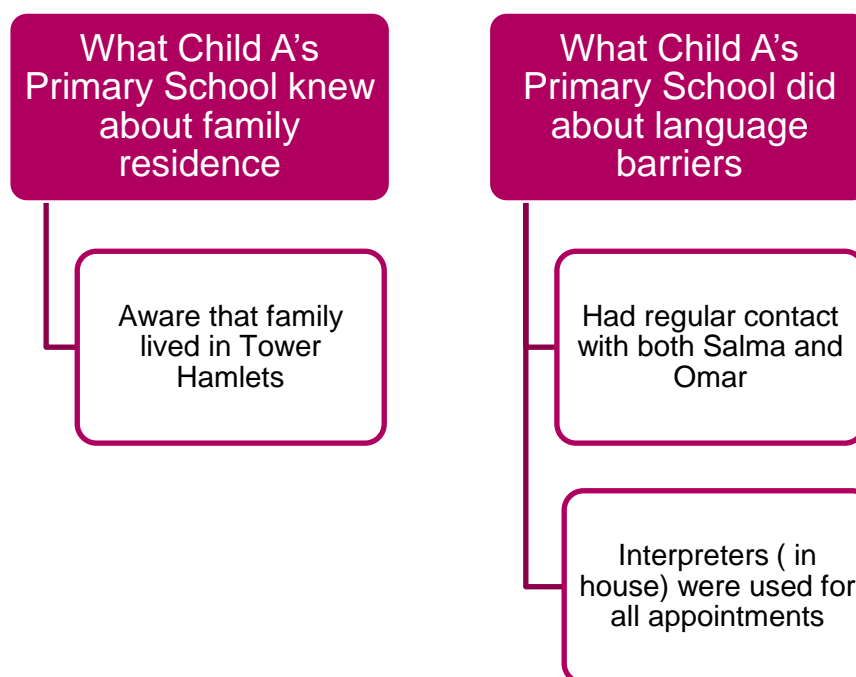 What Child A’s
Primary School knew
about family
residence
Aware that family
lived in Tower
Hamlets
What Child A’s
Primary School did
about language
barriers
Had regular contact
with both Salma and
Omar
Interpreters ( in
house) were used for
all appointments